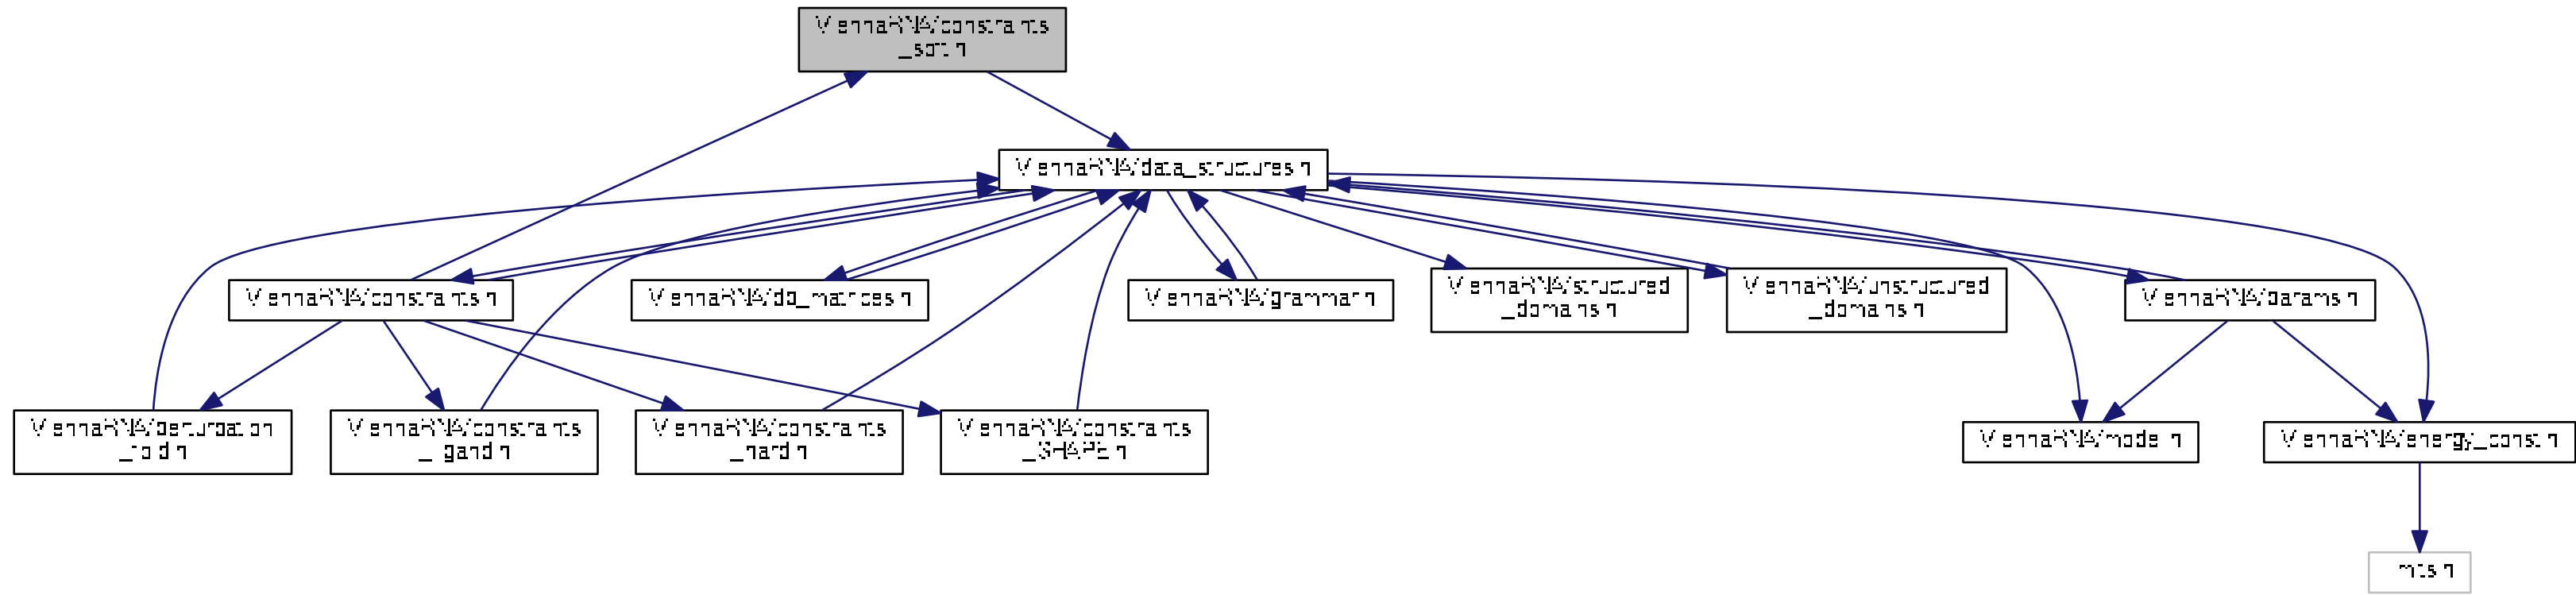 ViennaRNA/constraints
_soft.h
ViennaRNA/data_structures.h
ViennaRNA/constraints.h
ViennaRNA/dp_matrices.h
ViennaRNA/grammar.h
ViennaRNA/structured
_domains.h
ViennaRNA/unstructured
_domains.h
ViennaRNA/params.h
ViennaRNA/perturbation
_fold.h
ViennaRNA/constraints
_ligand.h
ViennaRNA/constraints
_hard.h
ViennaRNA/constraints
_SHAPE.h
ViennaRNA/model.h
ViennaRNA/energy_const.h
limits.h